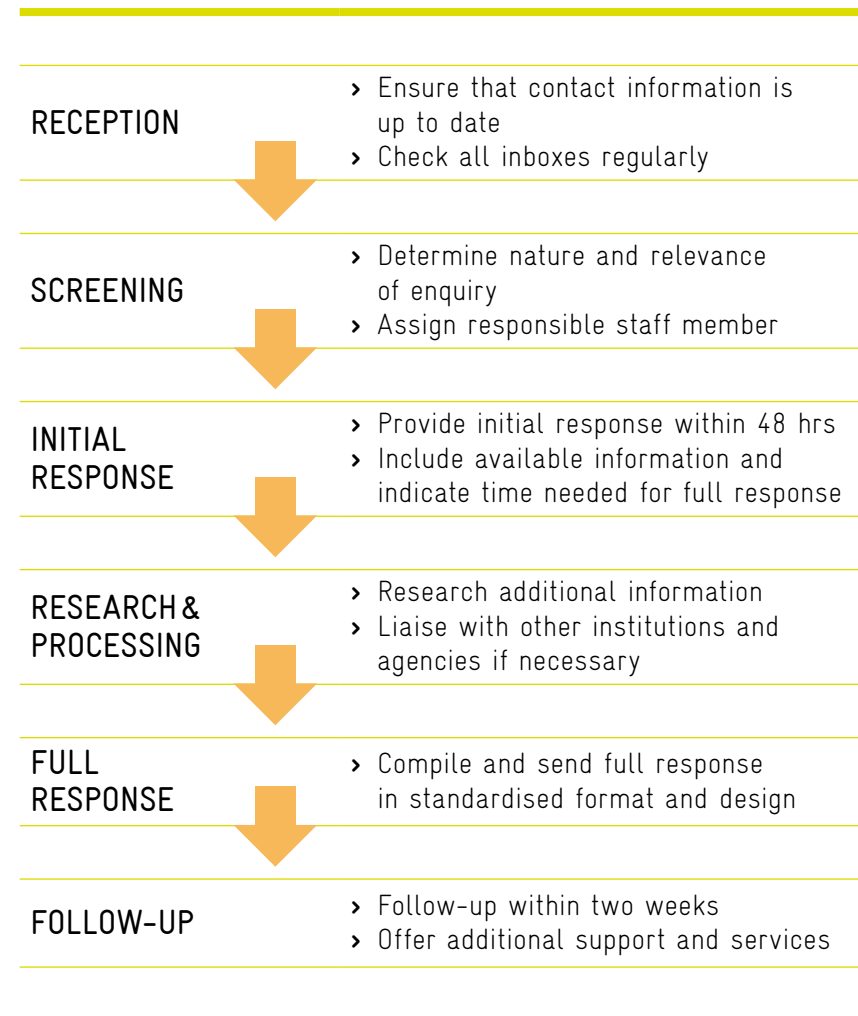 RECEPTION
› Ensure that contact information is
up to date
› Check all inboxes regularly
SCREENING
› Determine nature and relevance
of enquiry
› Assign responsible staff member
INITIAL
RESPONSE
› Provide initial response within 48 hrs
› Include available information and
indicate time needed for full response
RESEARCH &
PROCESSING
› Research additional information
› Liaise with other institutions and
agencies if necessary
FULL
RESPONSE
› Compile and send full response
in standardised format and design
FOLLOW-UP
› Follow-up within two weeks
› Offer additional support and services